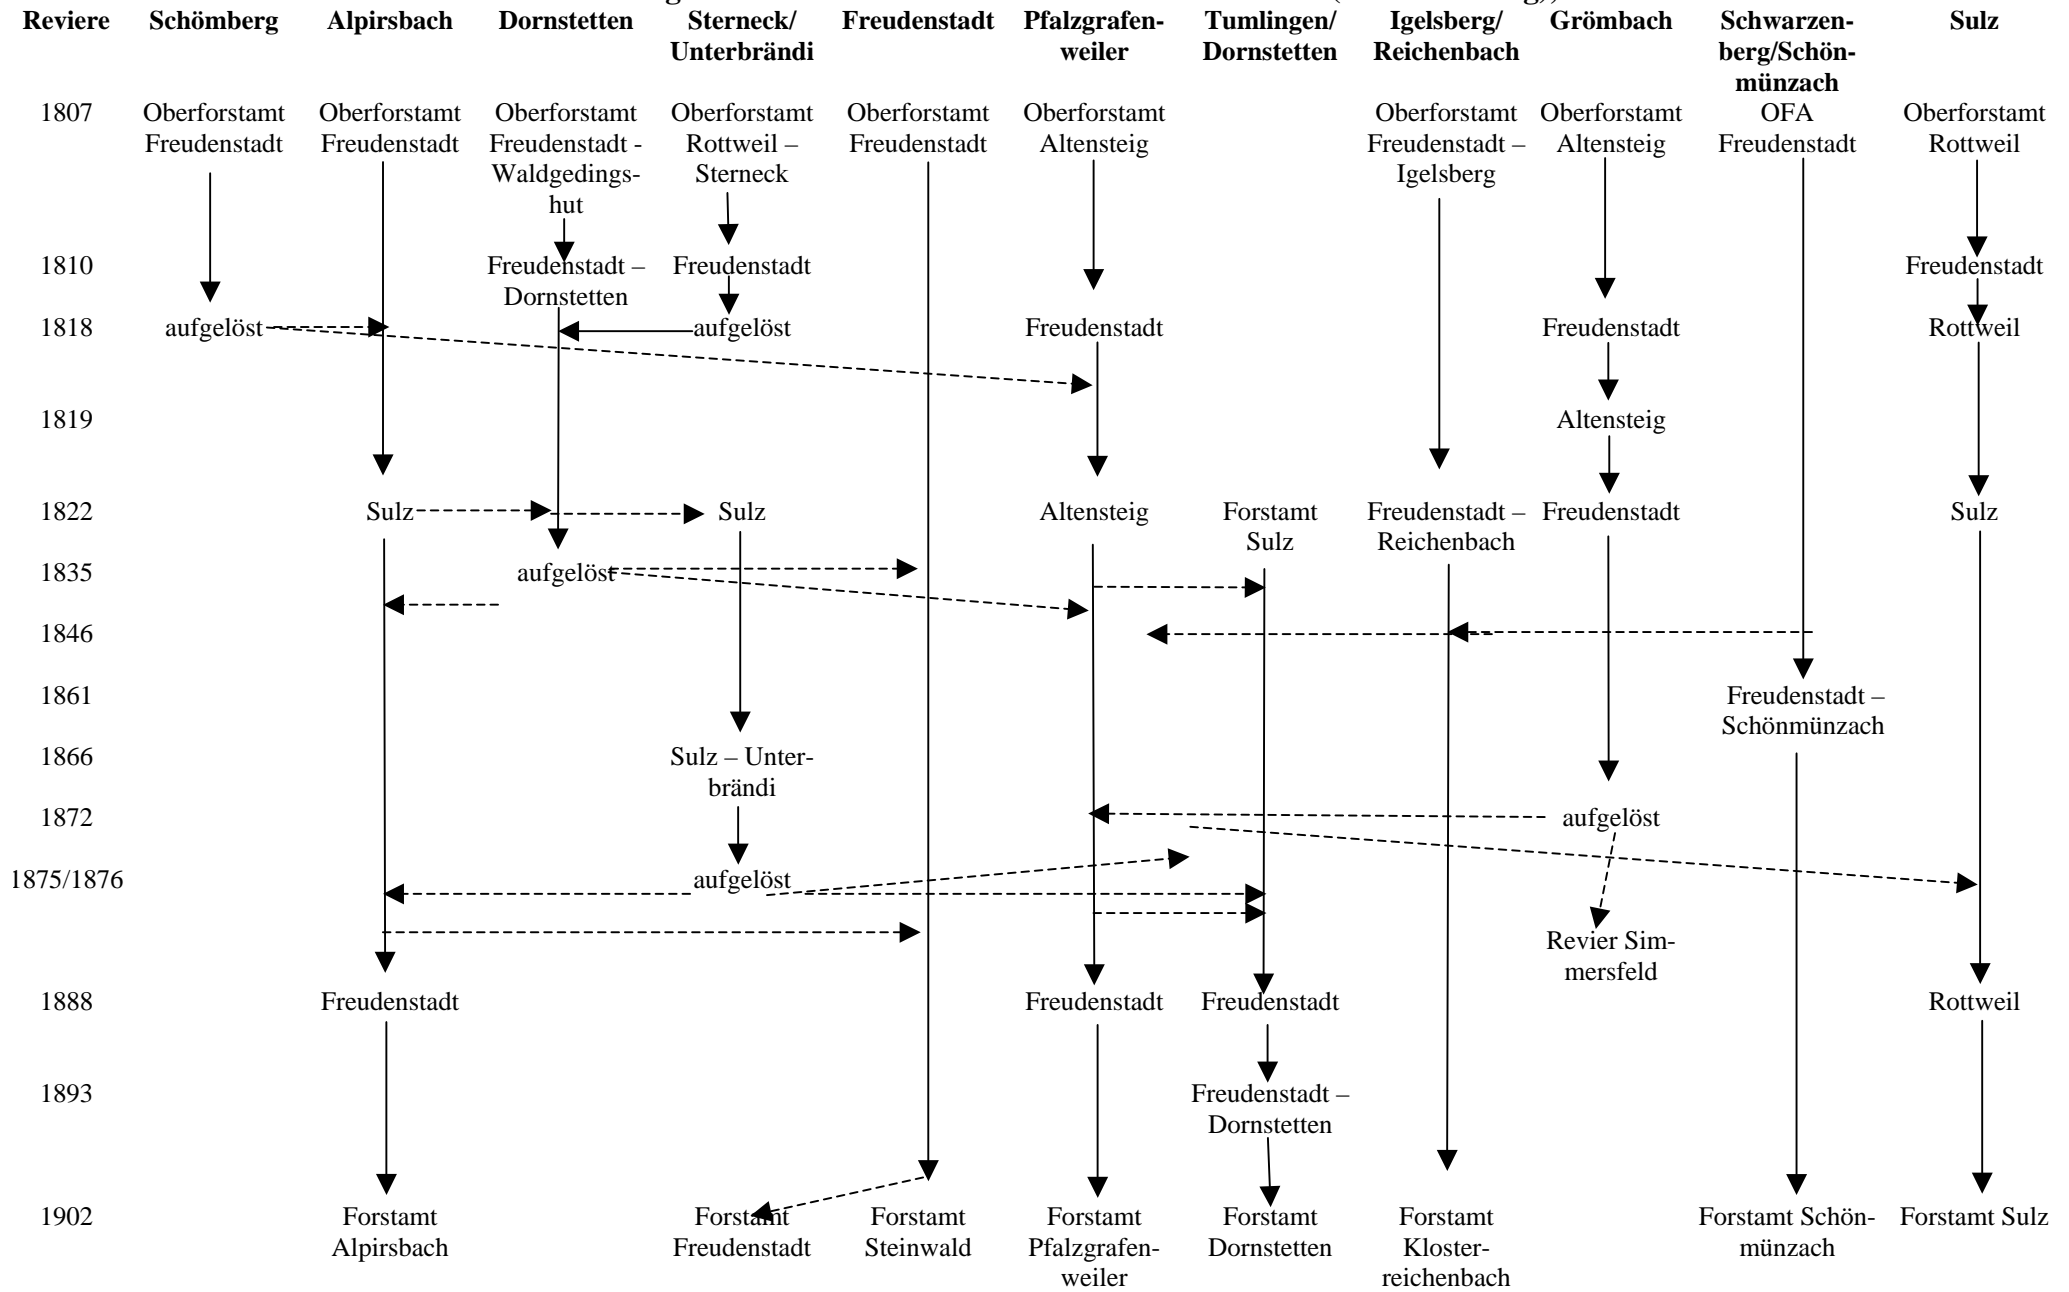 Reviere Schömberg Alpirsbach Dornstetten Sterneck/ Freudenstadt Pfalzgrafen- Tumlingen/ Igelsberg/ Grömbach Schwarzen- Sulz
Unterbrändi weiler Dornstetten Reichenbach berg/Schön-
münzach
1807 Oberforstamt Oberforstamt Oberforstamt Oberforstamt Oberforstamt Oberforstamt Oberforstamt Oberforstamt OFA Oberforstamt
Freudenstadt Freudenstadt Freudenstadt - Rottweil – Freudenstadt Altensteig Freudenstadt – Altensteig Freudenstadt Rottweil
Waldgedings- Sterneck Igelsberg
hut
1810 Freudenstadt – Freudenstadt Freudenstadt
Dornstetten
1818 aufgelöst aufgelöst Freudenstadt Freudenstadt Rottweil
1819 Altensteig
1822 Sulz Sulz Altensteig Forstamt Freudenstadt – Freudenstadt Sulz
Sulz Reichenbach
1835 aufgelöst
1846
1861 Freudenstadt –
Schönmünzach
1866 Sulz – Unter-
brändi
1872 aufgelöst
1875/1876 aufgelöst
Revier Sim-
mersfeld
1888 Freudenstadt Freudenstadt Freudenstadt Rottweil
1893 Freudenstadt –
Dornstetten
1902 Forstamt Forstamt Forstamt Forstamt Forstamt Forstamt Forstamt Schön- Forstamt Sulz
Alpirsbach Freudenstadt Steinwald Pfalzgrafen- Dornstetten Kloster- münzach
weiler reichenbach